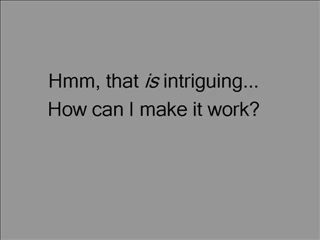 Hmm, that is intriguing...
How can I make it work?